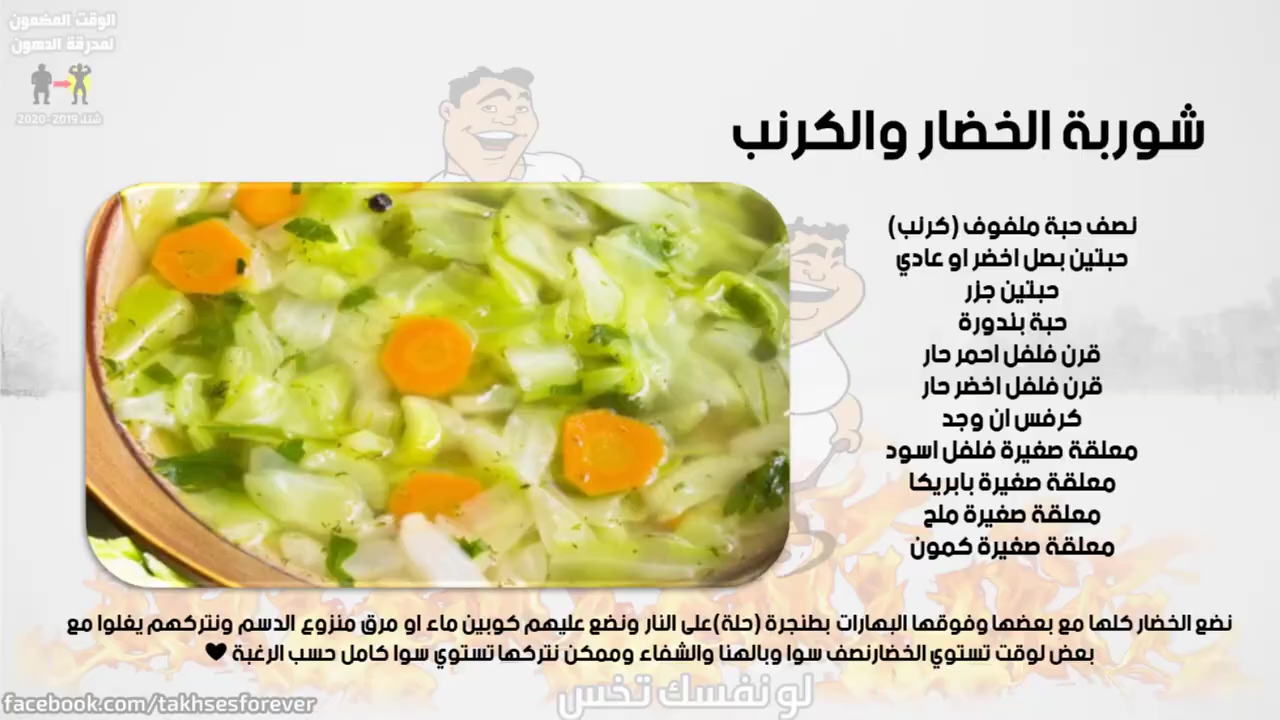 الوقت المضمون
لمحرقة الدهون
شتاء 2019-2020
شوربة الخضار والكرنب
نصف حبة ملفوف (كرنب)
حبتين بصل اخضر او عادي
حبتين جزر
حبة بندورة
قرن فلفل احمر حار
قرن فلفل اخضر حار
كرفس ان وجد
معلقة صغيرة فلفل اسود
معلقة صغيرة بابريكا
معلقة صغيرة ملح
معلقة صغيرة كمون
نضع الخضار كلها مع بعضها وفوقها البهارات بطنجرة (حلة)على النار ونضع عليهم كوبين ماء او مرق منزوع الدسم ونتركهم يغلوا مع
بعض لوقت تستوي الخضارنصف سوا وبالهنا والشفاء وممكن نتركها تستوي سوا كامل حسب الرغبة ♥
لو نفسك تخس
facebook.com/takhsesforever